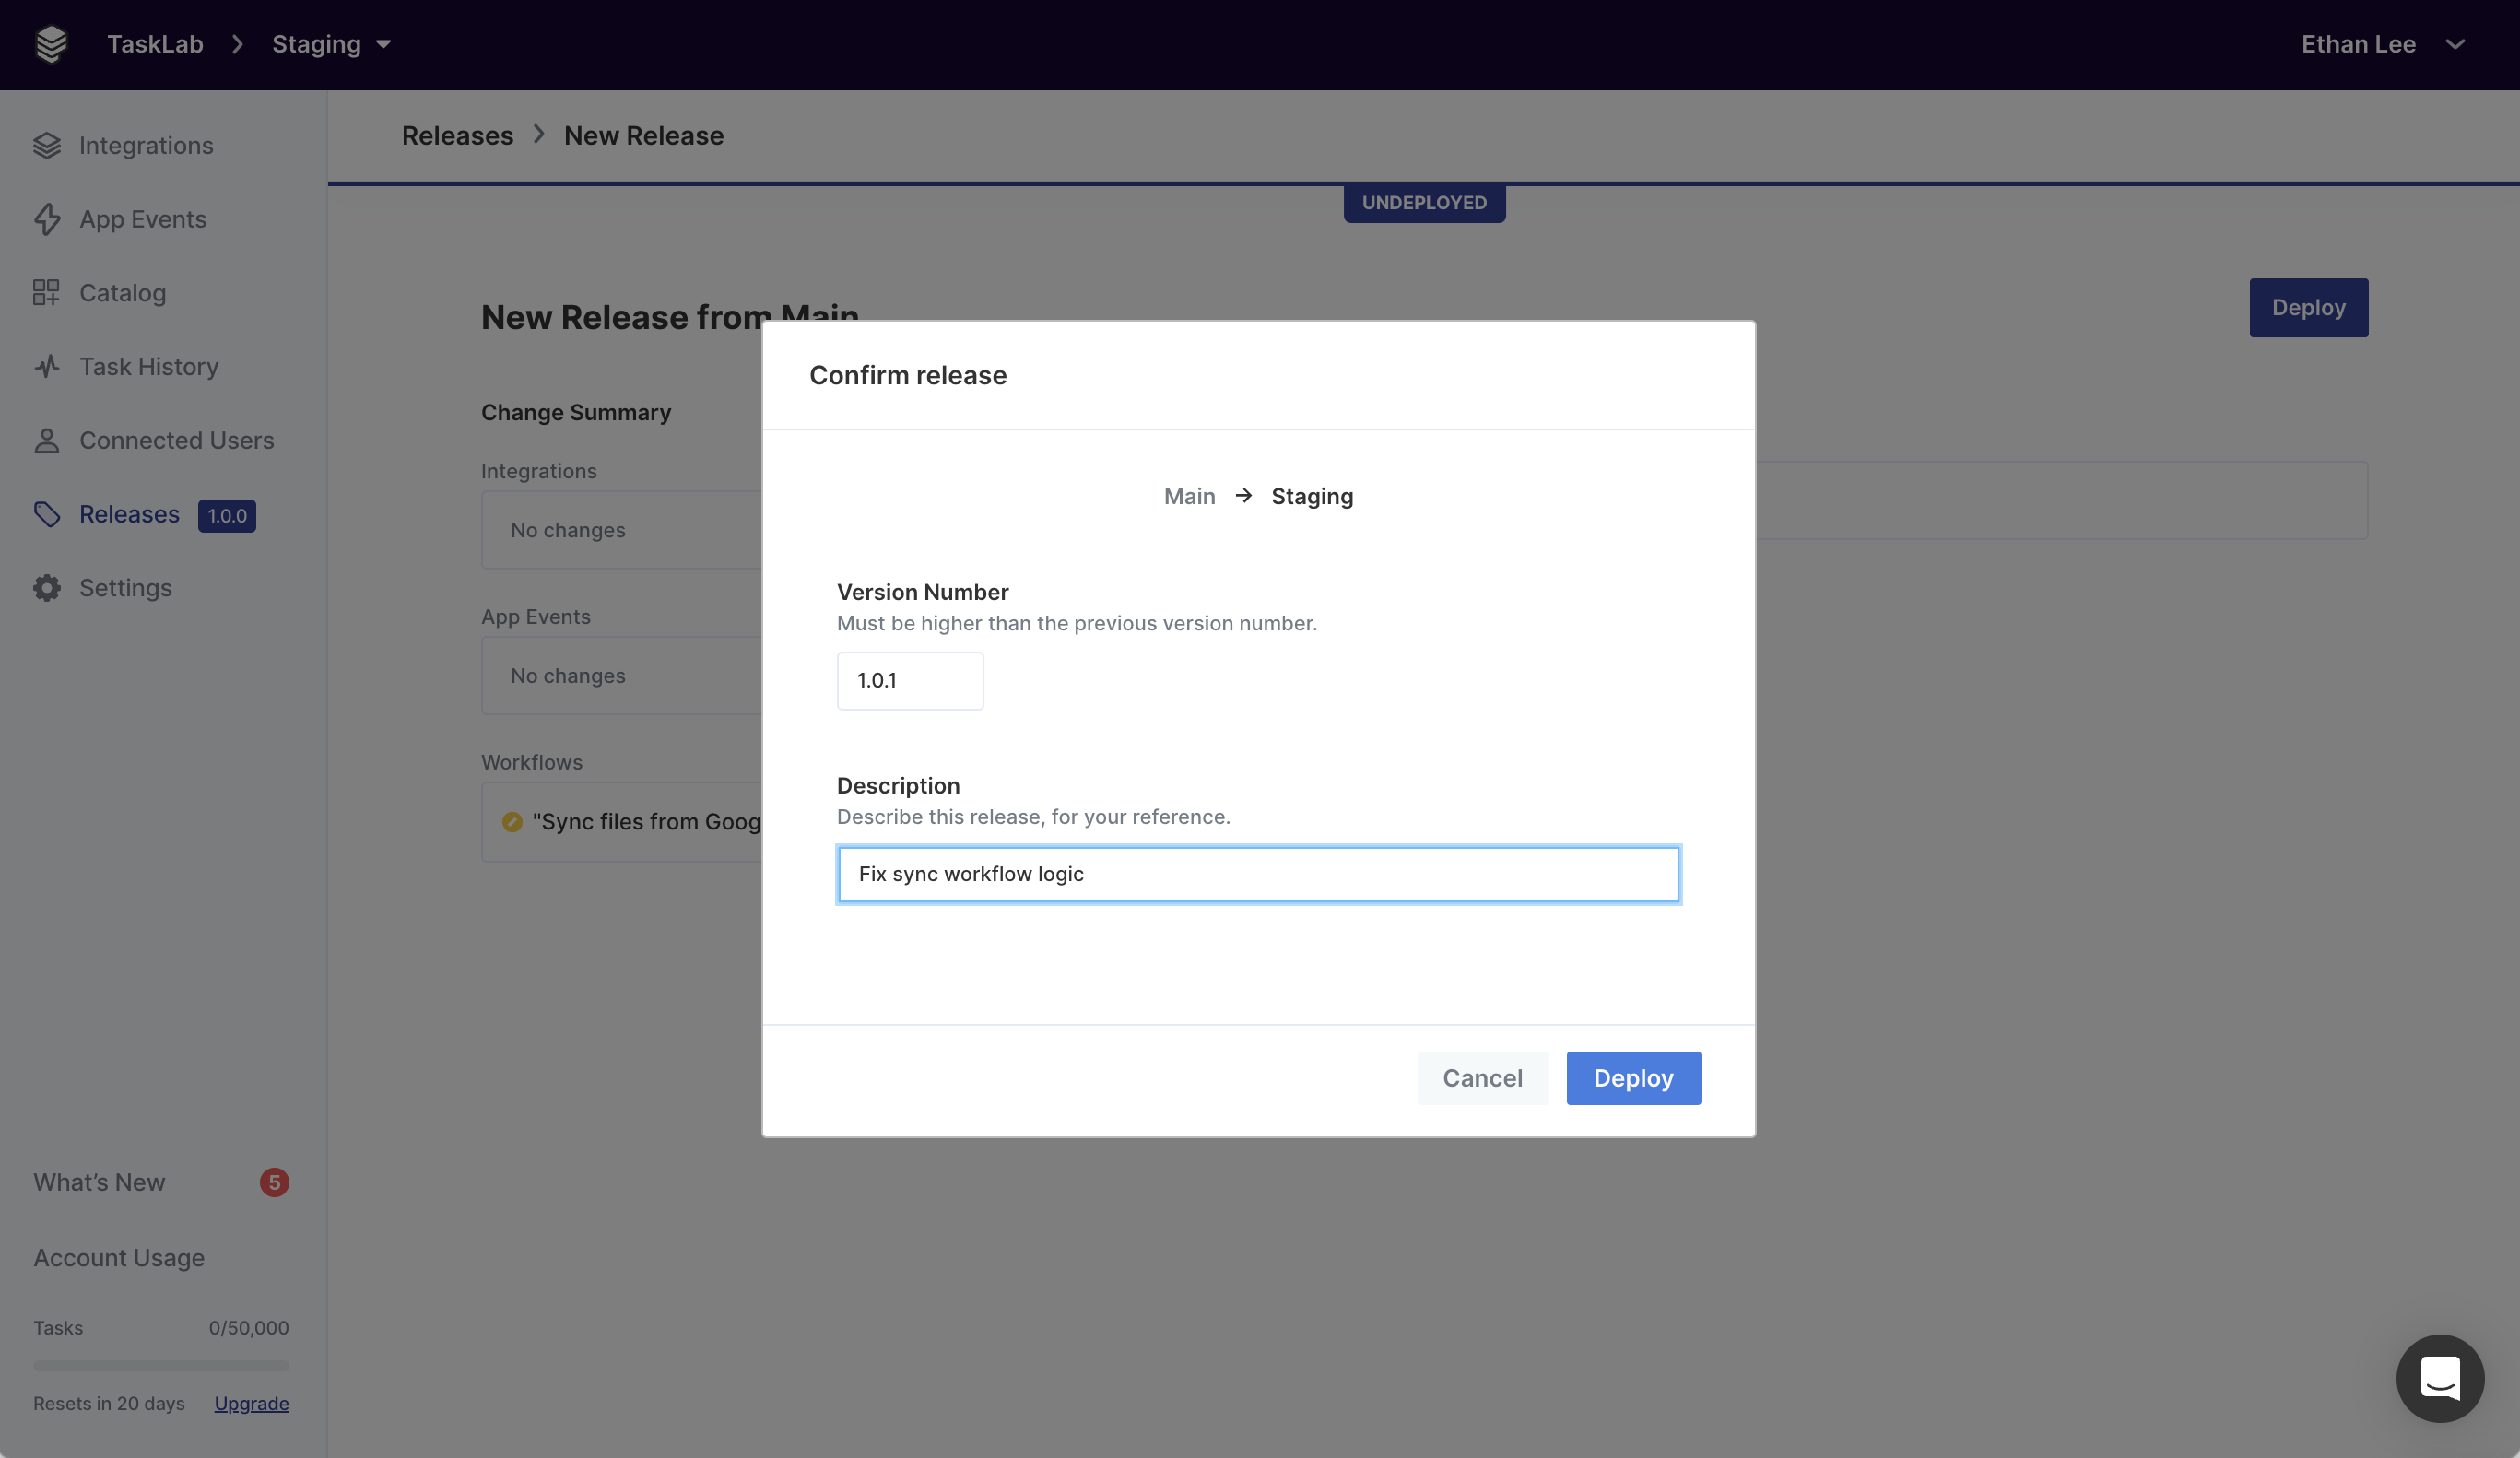 TaskLab
Staging
Ethan Lee
Integrations
App Events
Catalog
Task History
Connected Users
Releases 1.0.0
Settings
What's New 5
Account Usage
Tasks 0/50,000
Resets in 20 days Upgrade
Releases
New Release
UNDEPLOYED
New Release from Main
Deploy
Change Summary
Integrations
No changes
App Events
No changes
Workflows
"Sync files from Goog
Confirm release
Main → Staging
Version Number
Must be higher than the previous version number.
1.0.1
Description
Describe this release, for your reference.
Fix sync workflow logic
Cancel
Deploy